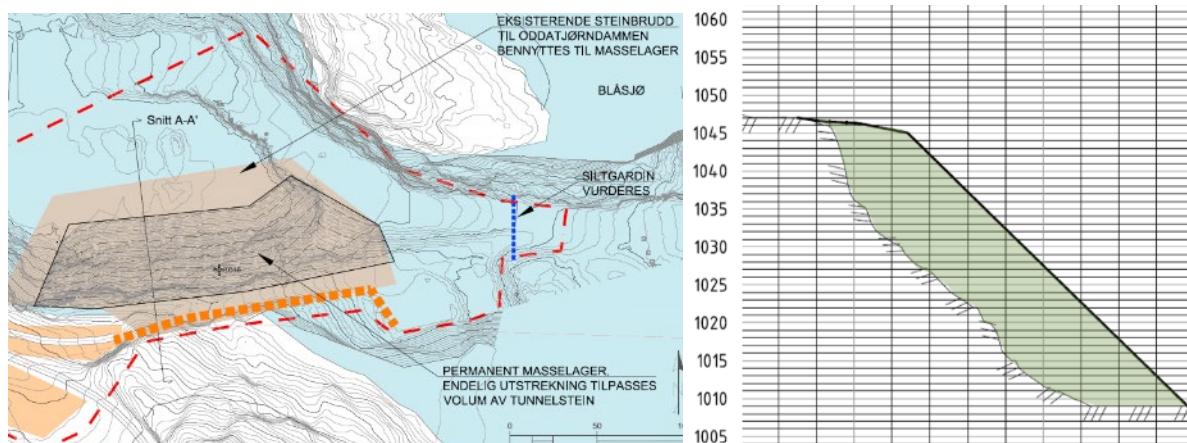 EKSISTERENDE STEINBRUDD
TIL ODDATJØRNDAMMEN
BENNYTTES TIL MASSELAGER
BLÅSJØ
Snitt A-A'
SILTGARDIN
VURDERES
PERMANENT MASSELAGER,
ENDELIG UTSTREKNING TILPASSES
VOLUM AV TUNNELSTEIN
0
50
1060
1055
1050
1045
1040
1035
1030
1025
1020
1015
1010
1005